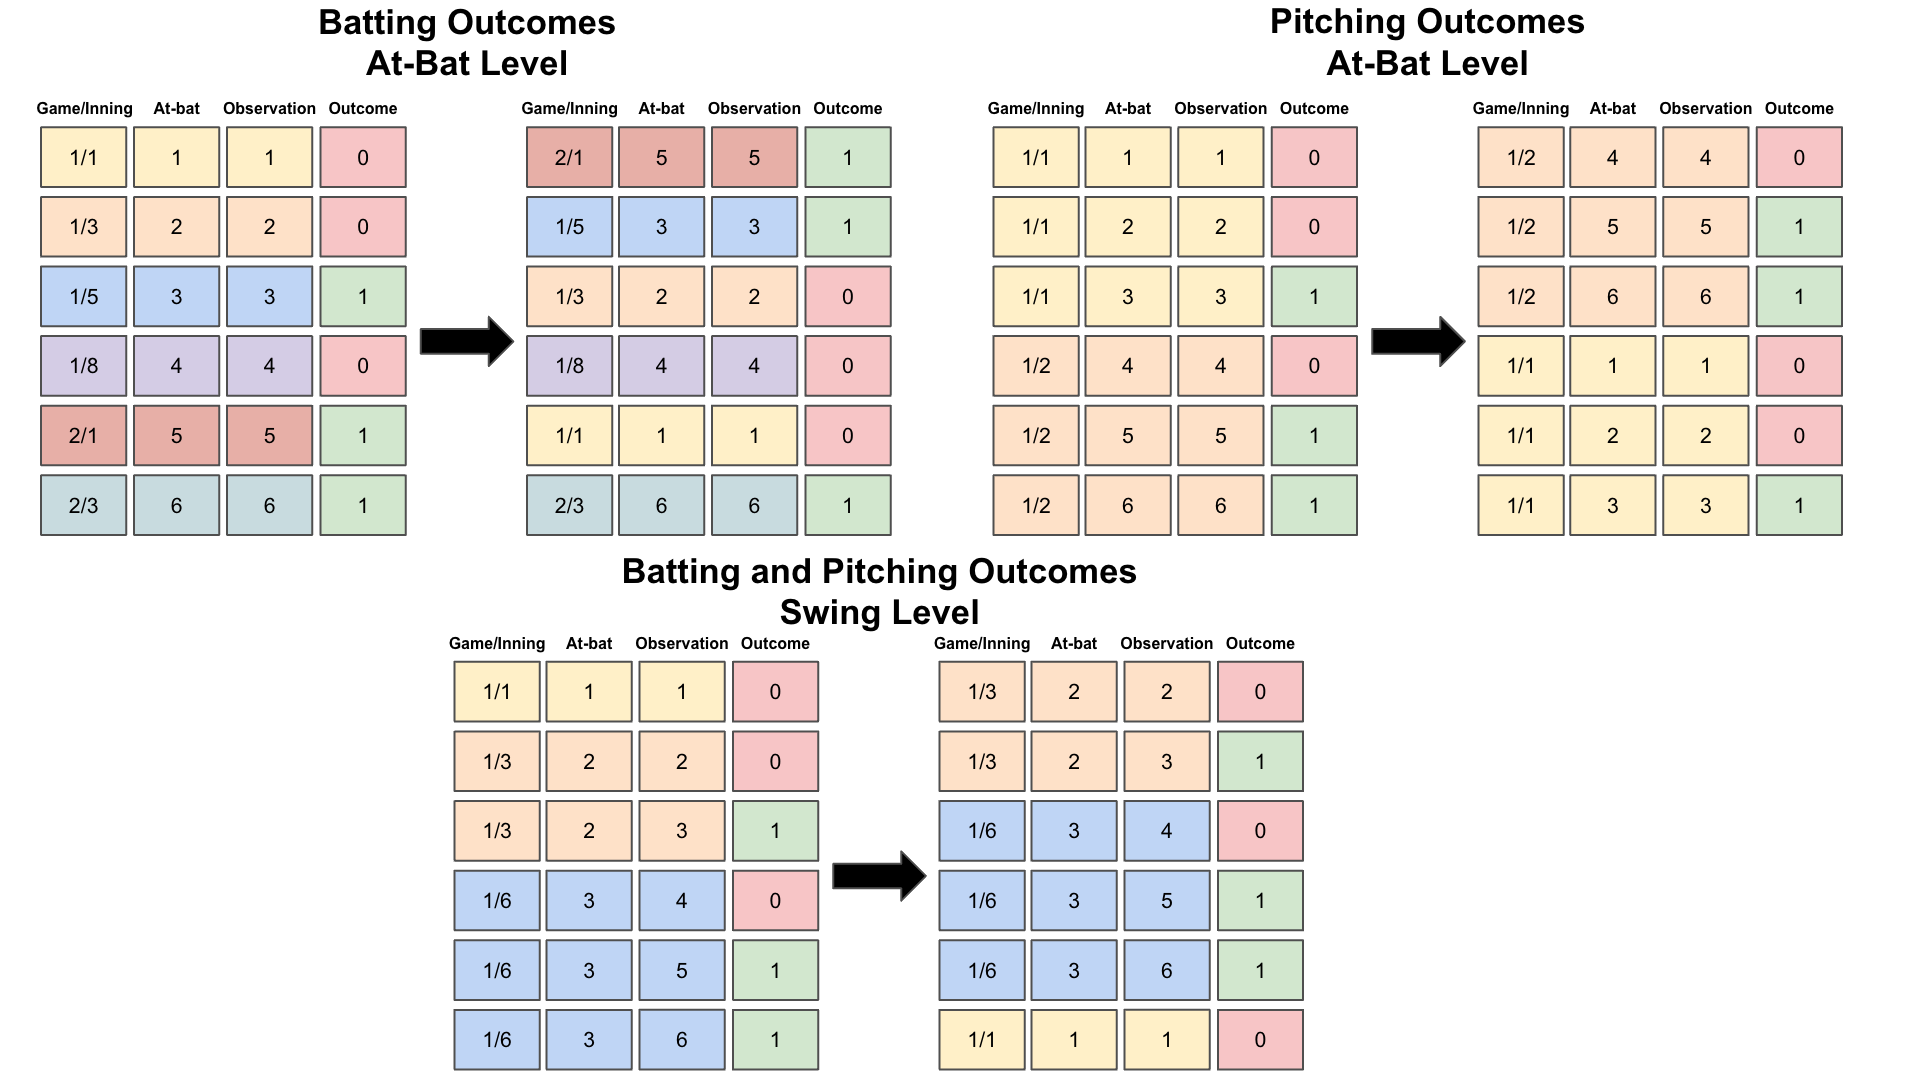 Batting Outcomes
At-Bat Level
Game/Inning At-bat Observation Outcome
1/1 1 1 0
1/3 2 2 0
1/5 3 3 1
1/8 4 4 0
2/1 5 5 1
2/3 6 6 1
Game/Inning At-bat Observation Outcome
2/1 5 5 1
1/5 3 3 1
1/3 2 2 0
1/8 4 4 0
1/1 1 1 0
2/3 6 6 1
Pitching Outcomes
At-Bat Level
Game/Inning At-bat Observation Outcome
1/1 1 1 0
1/1 2 2 0
1/1 3 3 1
1/2 4 4 0
1/2 5 5 1
1/2 6 6 1
Game/Inning At-bat Observation Outcome
1/2 4 4 0
1/2 5 5 1
1/2 6 6 1
1/1 1 1 0
1/1 2 2 0
1/1 3 3 1
Batting and Pitching Outcomes
Swing Level
Game/Inning At-bat Observation Outcome
1/1 1 1 0
1/3 2 2 0
1/3 2 3 1
1/6 3 4 0
1/6 3 5 1
1/6 3 6 1
Game/Inning At-bat Observation Outcome
1/3 2 2 0
1/3 2 3 1
1/6 3 4 0
1/6 3 5 1
1/6 3 6 1
1/1 1 1 0